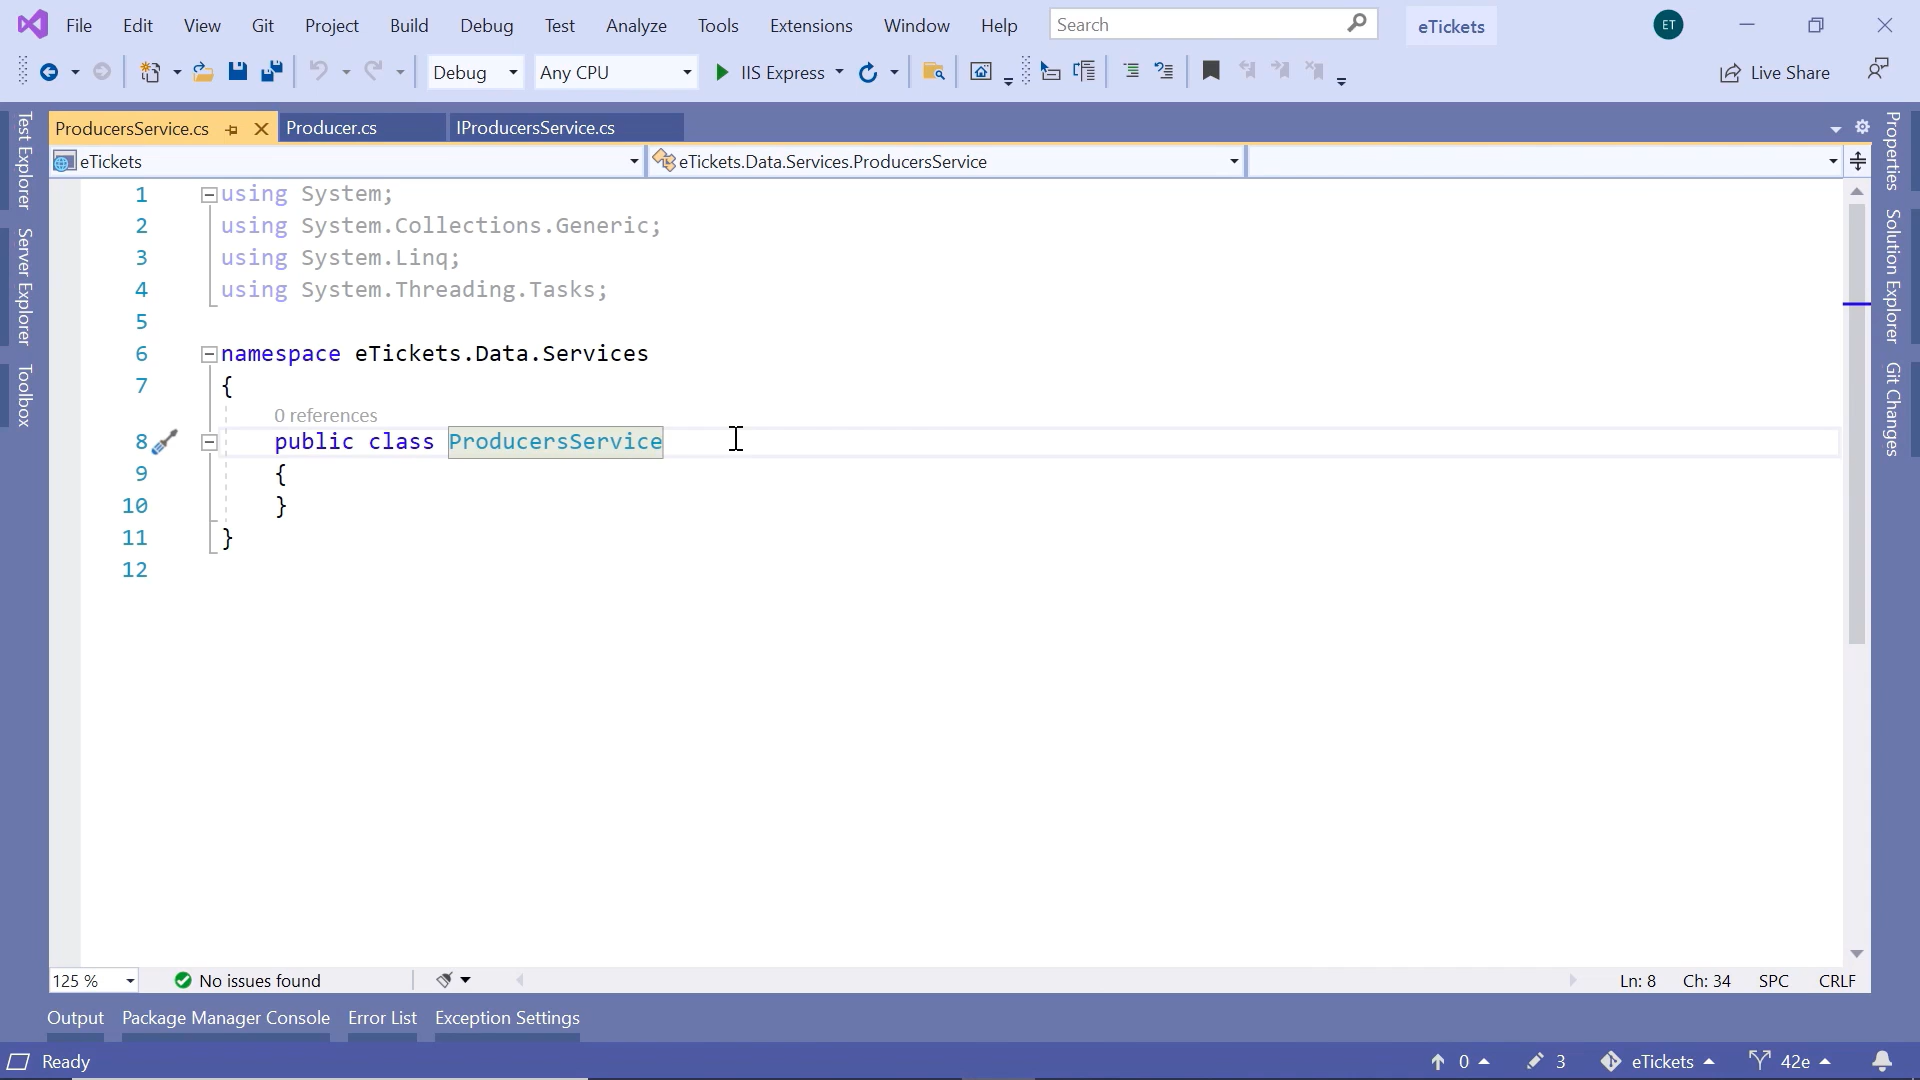 File Edit View Git Project Build Debug Test Analyze Tools Extensions Window Help Search eTickets ET
Debug Any CPU IIS Express Live Share
ProducersService.cs Producer.cs IProducersService.cs
eTickets eTickets.Data.Services.ProducersService
Test Explorer
Server Explorer
Toolbox
1 using System;
2 using System.Collections.Generic;
3 using System.Linq;
4 using System.Threading.Tasks;
5
6 namespace eTickets.Data.Services
7 {
0 references
8 public class ProducersService
9 {
10 }
11 }
12
Properties
Solution Explorer
Git Changes
125 % No issues found Ln: 8 Ch: 34 SPC CRLF
Output Package Manager Console Error List Exception Settings
Ready 0 3 eTickets 42e